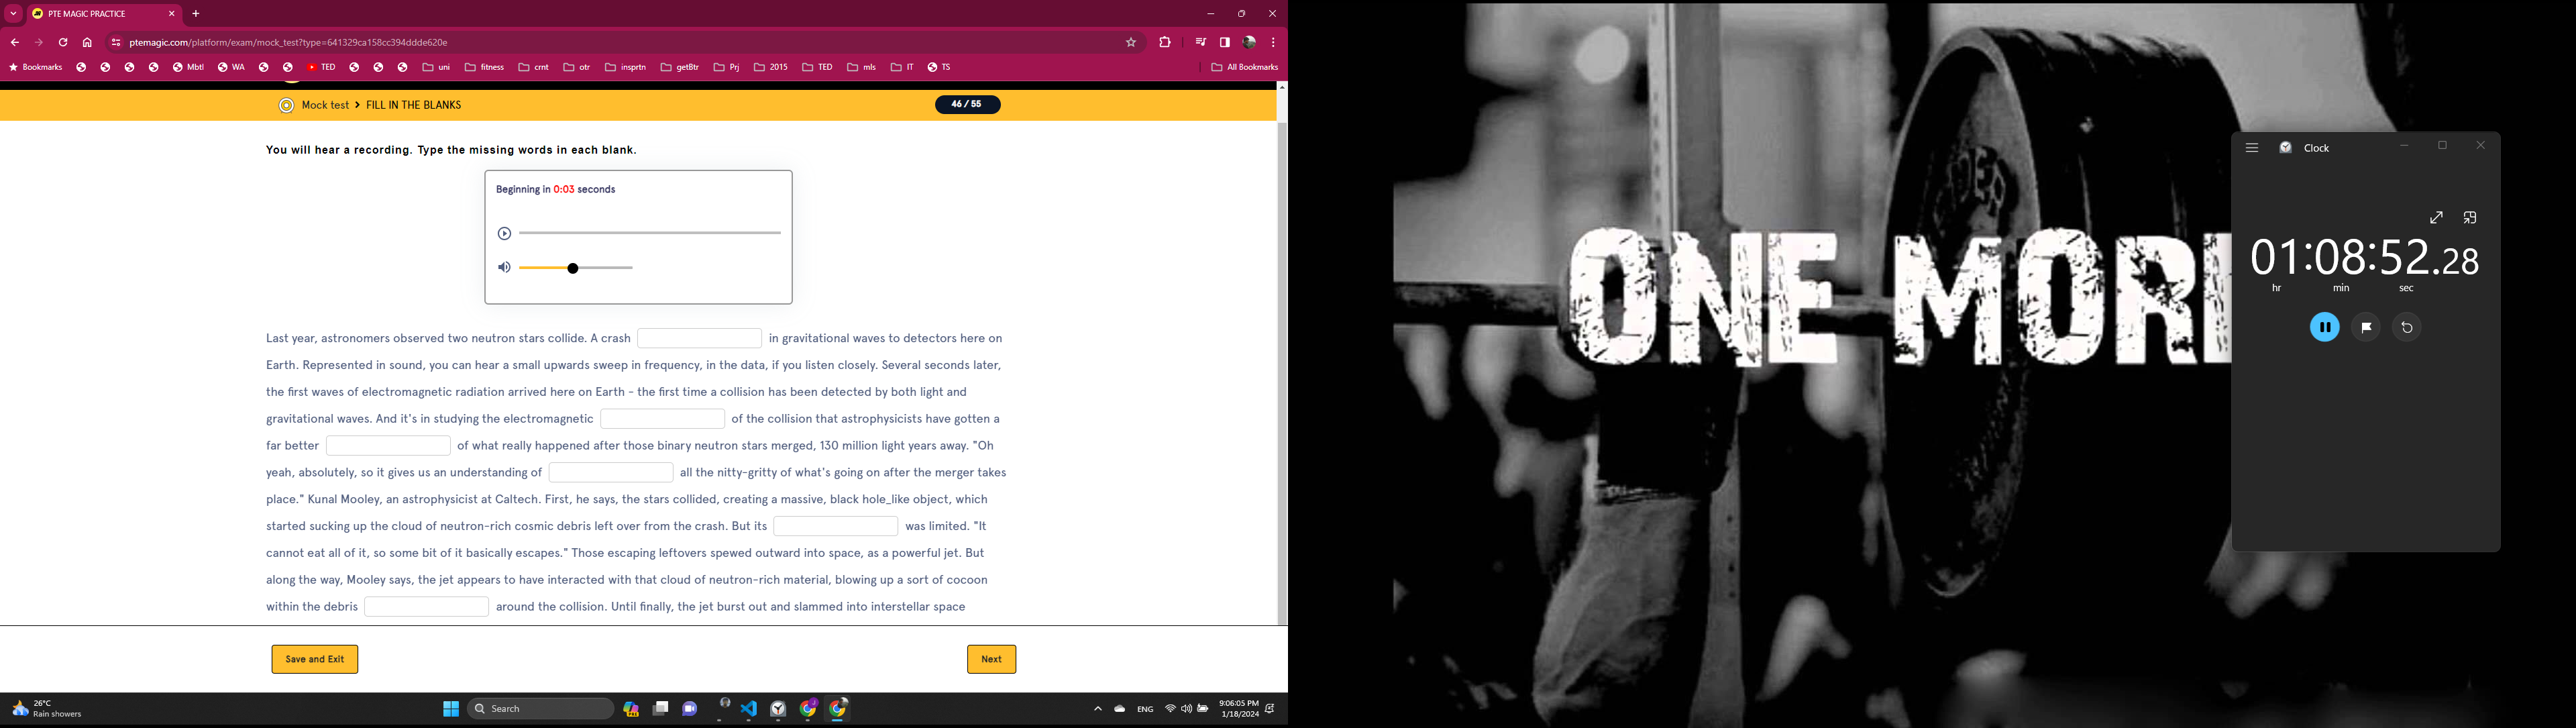 PTE MAGIC PRACTICE
ptemagic.com/platform/exam/mock_test?type=641329ca158cc394ddde620e
Bookmarks Mbtl WA TED uni fitness crnt otr insprtn getBtr Prj 2015 TED mls IT TS All Bookmarks
Mock test > FILL IN THE BLANKS 46 / 55
You will hear a recording. Type the missing words in each blank.
Beginning in 0:03 seconds
Last year, astronomers observed two neutron stars collide. A crash in gravitational waves to detectors here on
Earth. Represented in sound, you can hear a small upwards sweep in frequency, in the data, if you listen closely. Several seconds later,
the first waves of electromagnetic radiation arrived here on Earth - the first time a collision has been detected by both light and
gravitational waves. And it's in studying the electromagnetic of the collision that astrophysicists have gotten a
far better of what really happened after those binary neutron stars merged, 130 million light years away. "Oh
yeah, absolutely, so it gives us an understanding of all the nitty-gritty of what's going on after the merger takes
place." Kunal Mooley, an astrophysicist at Caltech. First, he says, the stars collided, creating a massive, black hole_like object, which
started sucking up the cloud of neutron-rich cosmic debris left over from the crash. But its was limited. "It
cannot eat all of it, so some bit of it basically escapes." Those escaping leftovers spewed outward into space, as a powerful jet. But
along the way, Mooley says, the jet appears to have interacted with that cloud of neutron-rich material, blowing up a sort of cocoon
within the debris around the collision. Until finally, the jet burst out and slammed into interstellar space
Save and Exit Next
26°C
Rain showers
Search
ENG
9:06:05 PM
1/18/2024
ONE MOR
Clock
01:08:52.28
hr min sec